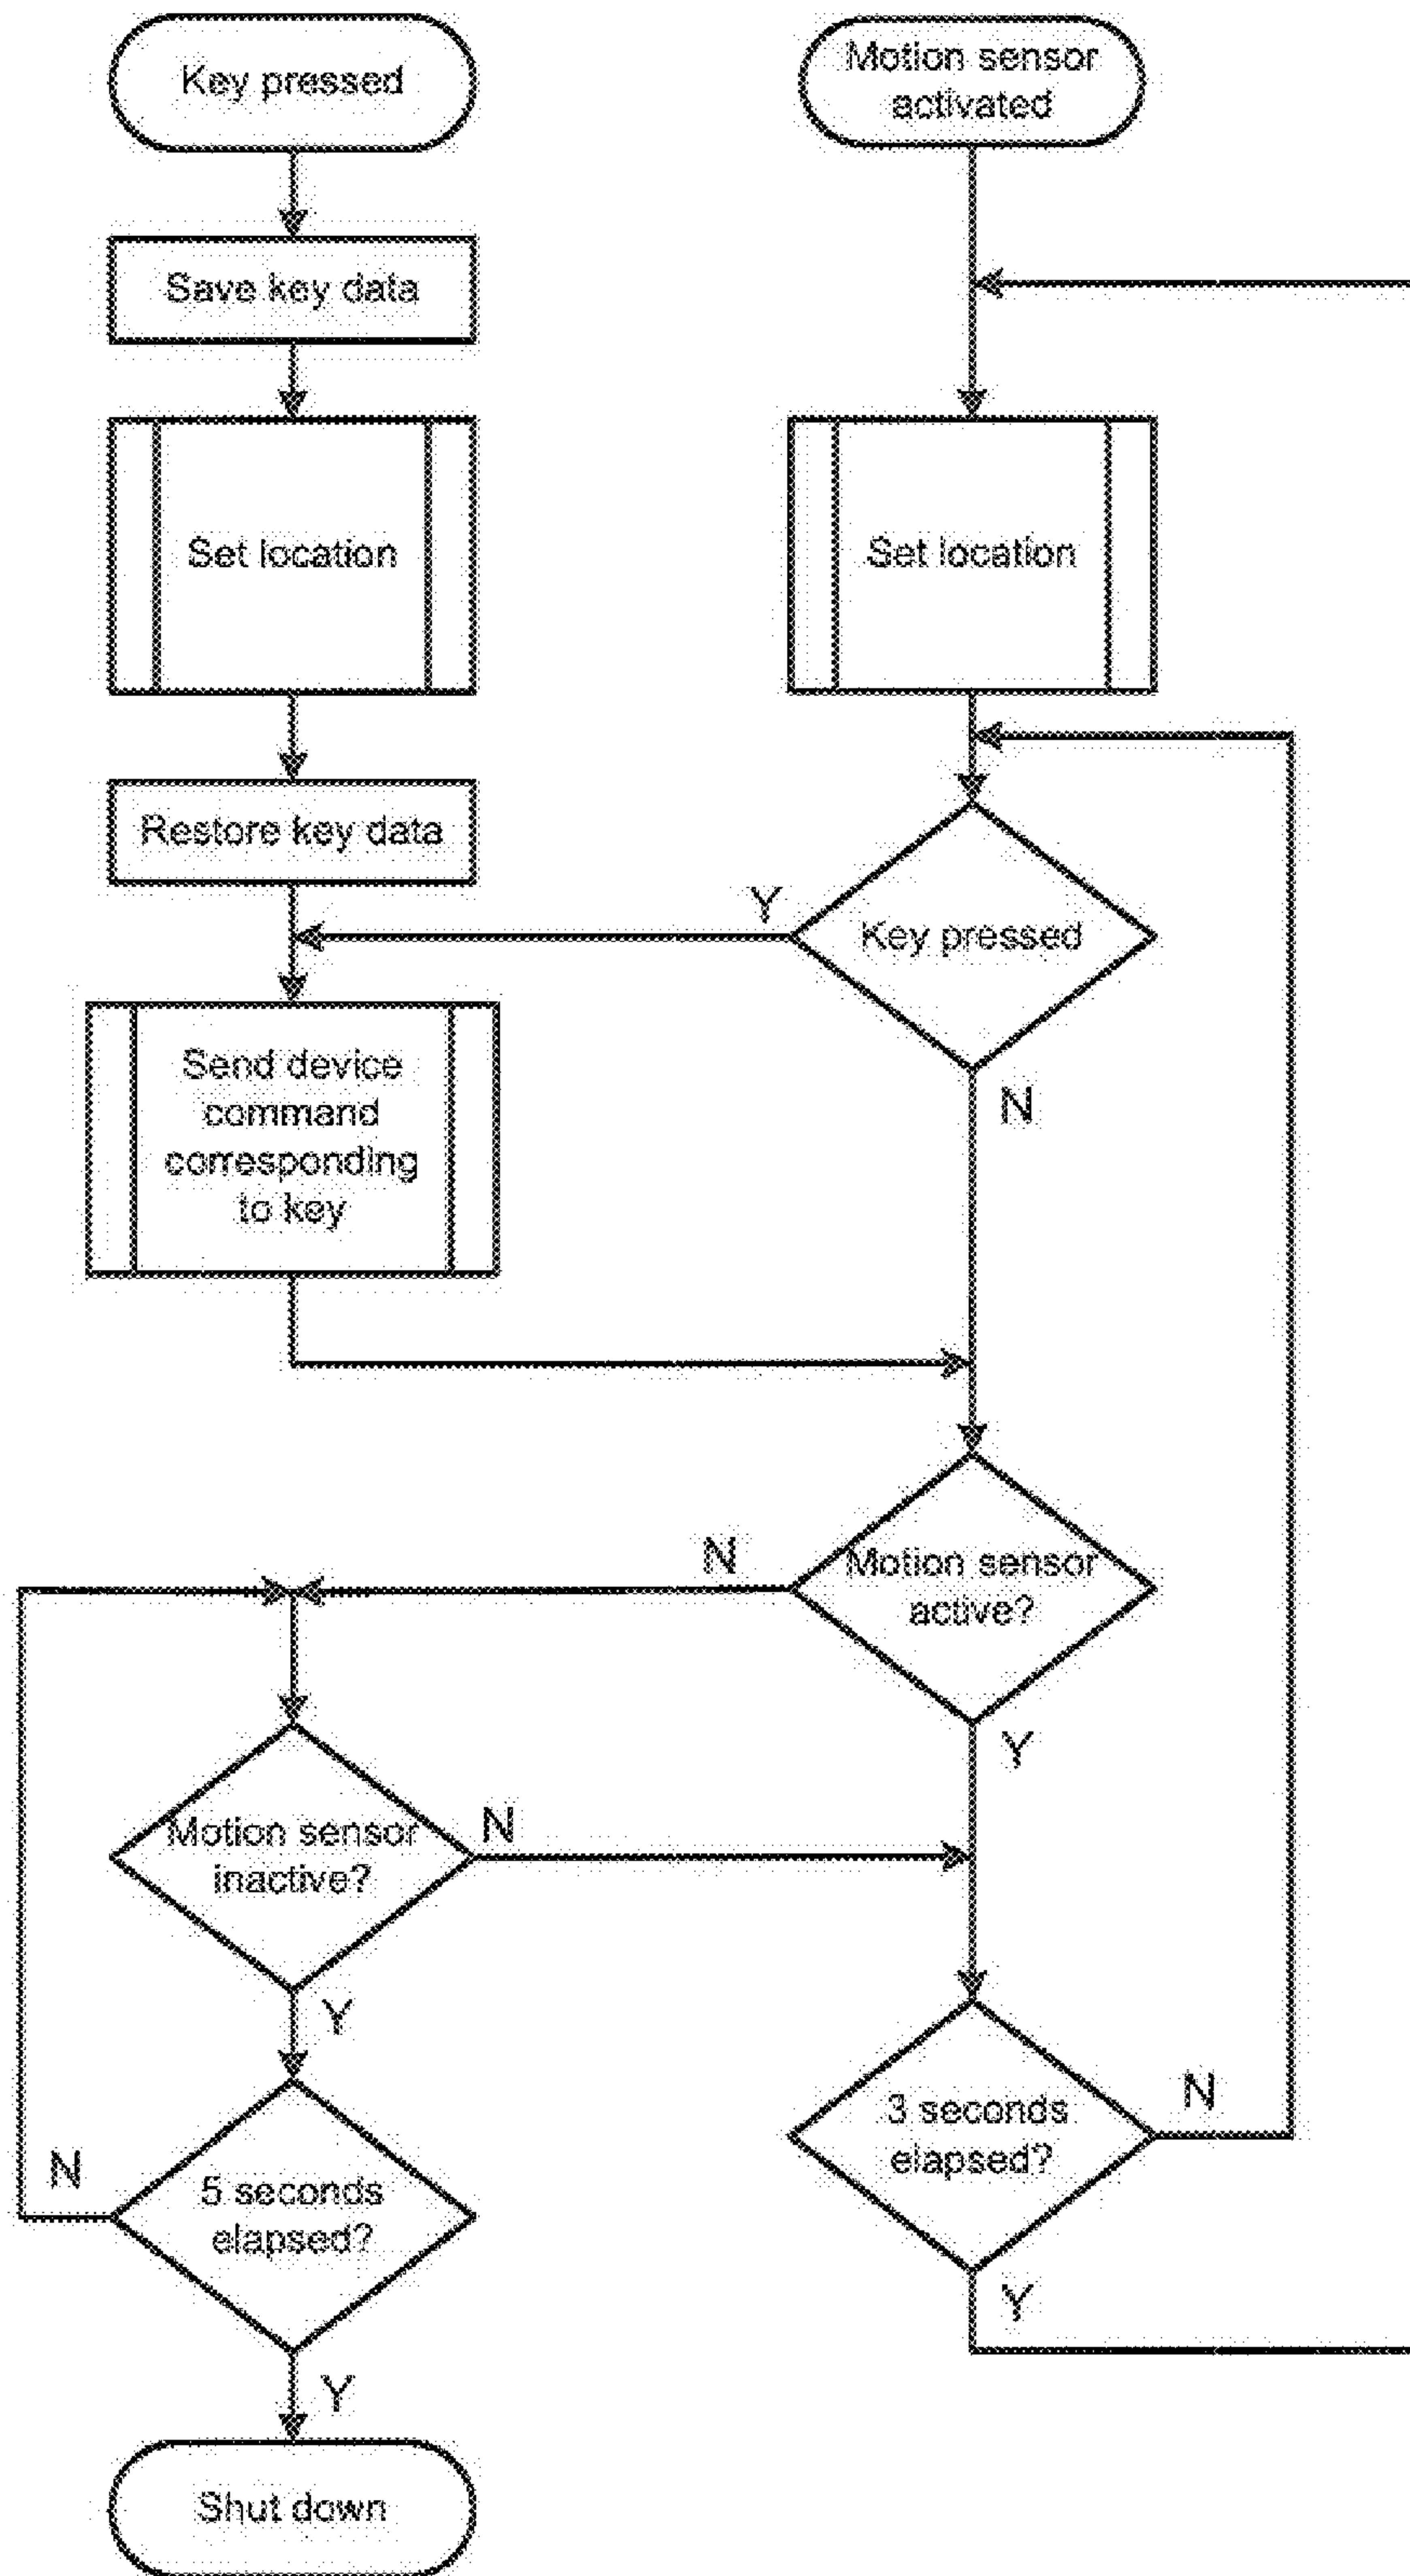 Key pressed
Motion sensor
activated
Save key data
Set location
Set location
Restore key data
Y
Key pressed
N
Send device
command
corresponding
to key
N
Motion sensor
active?
Y
Motion sensor
inactive?
N
Y
3 seconds
elapsed?
N
Y
N
5 seconds
elapsed?
Y
Shut down